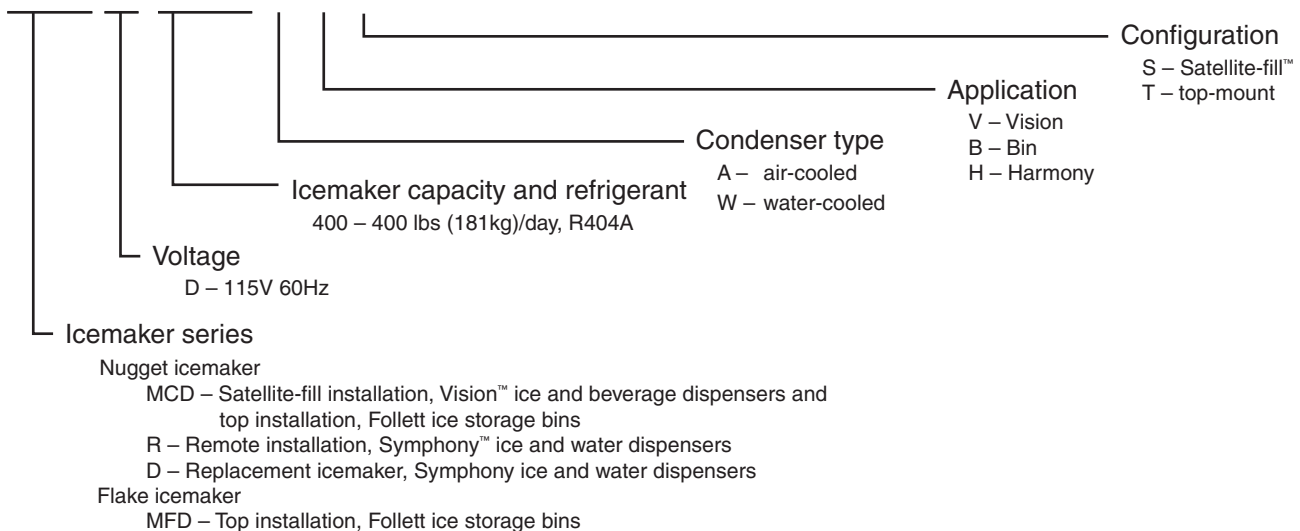 Configuration
S – Satellite-fill™
T – top-mount
Application
V – Vision
B – Bin
H – Harmony
Condenser type
A – air-cooled
W – water-cooled
Icemaker capacity and refrigerant
400 – 400 lbs (181kg)/day, R404A
Voltage
D – 115V 60Hz
Icemaker series
Nugget icemaker
MCD – Satellite-fill installation, Vision™ ice and beverage dispensers and
top installation, Follett ice storage bins
R – Remote installation, Symphony™ ice and water dispensers
D – Replacement icemaker, Symphony ice and water dispensers
Flake icemaker
MFD – Top installation, Follett ice storage bins